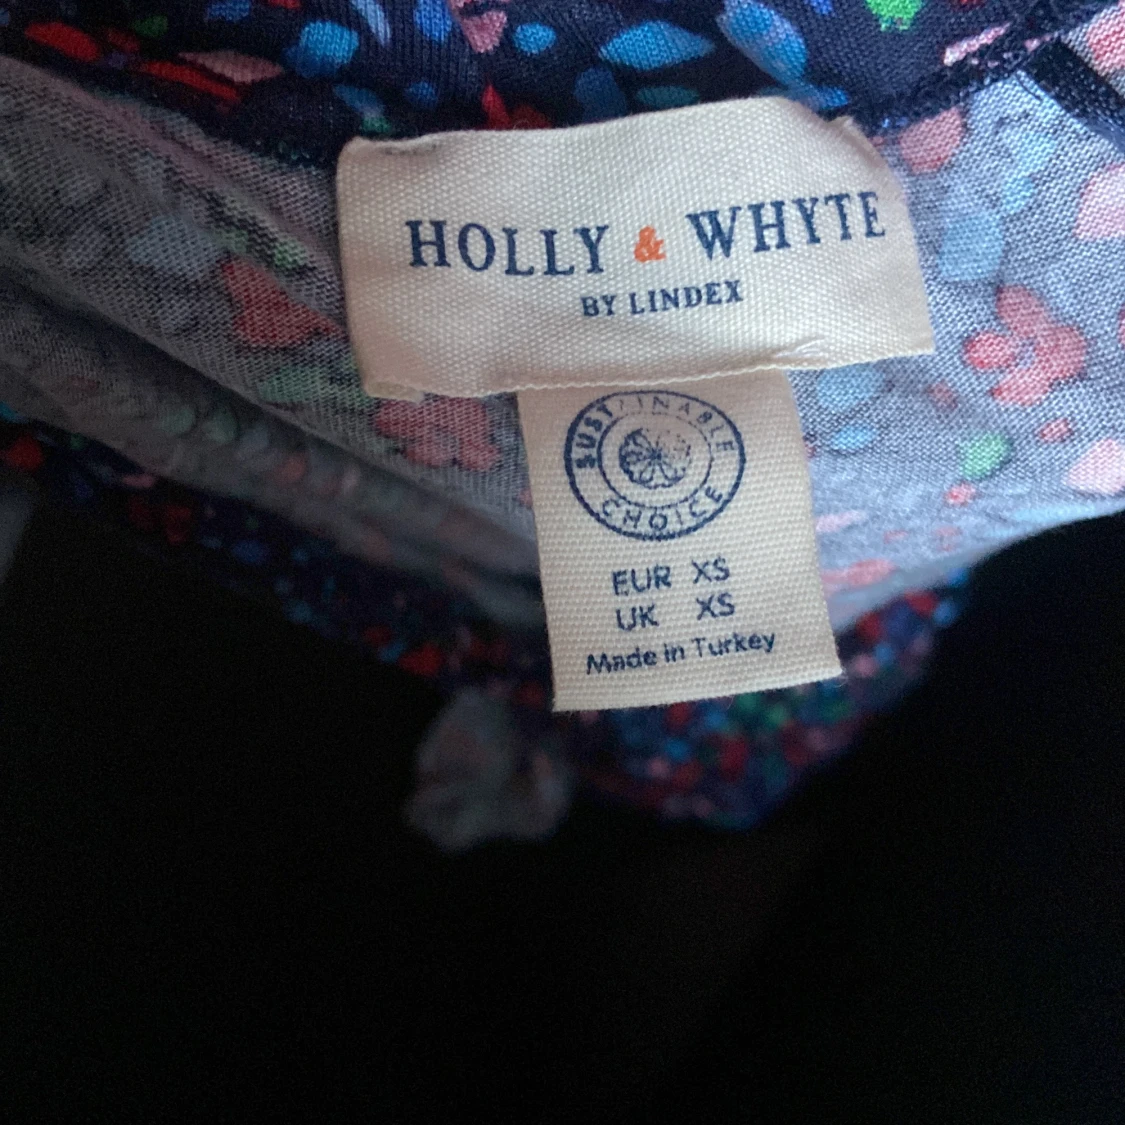 HOLLY & WHYTE
BY LINDEX
SUSTAINABLE
CHOICE
EUR XS
UK XS
Made in Turkey